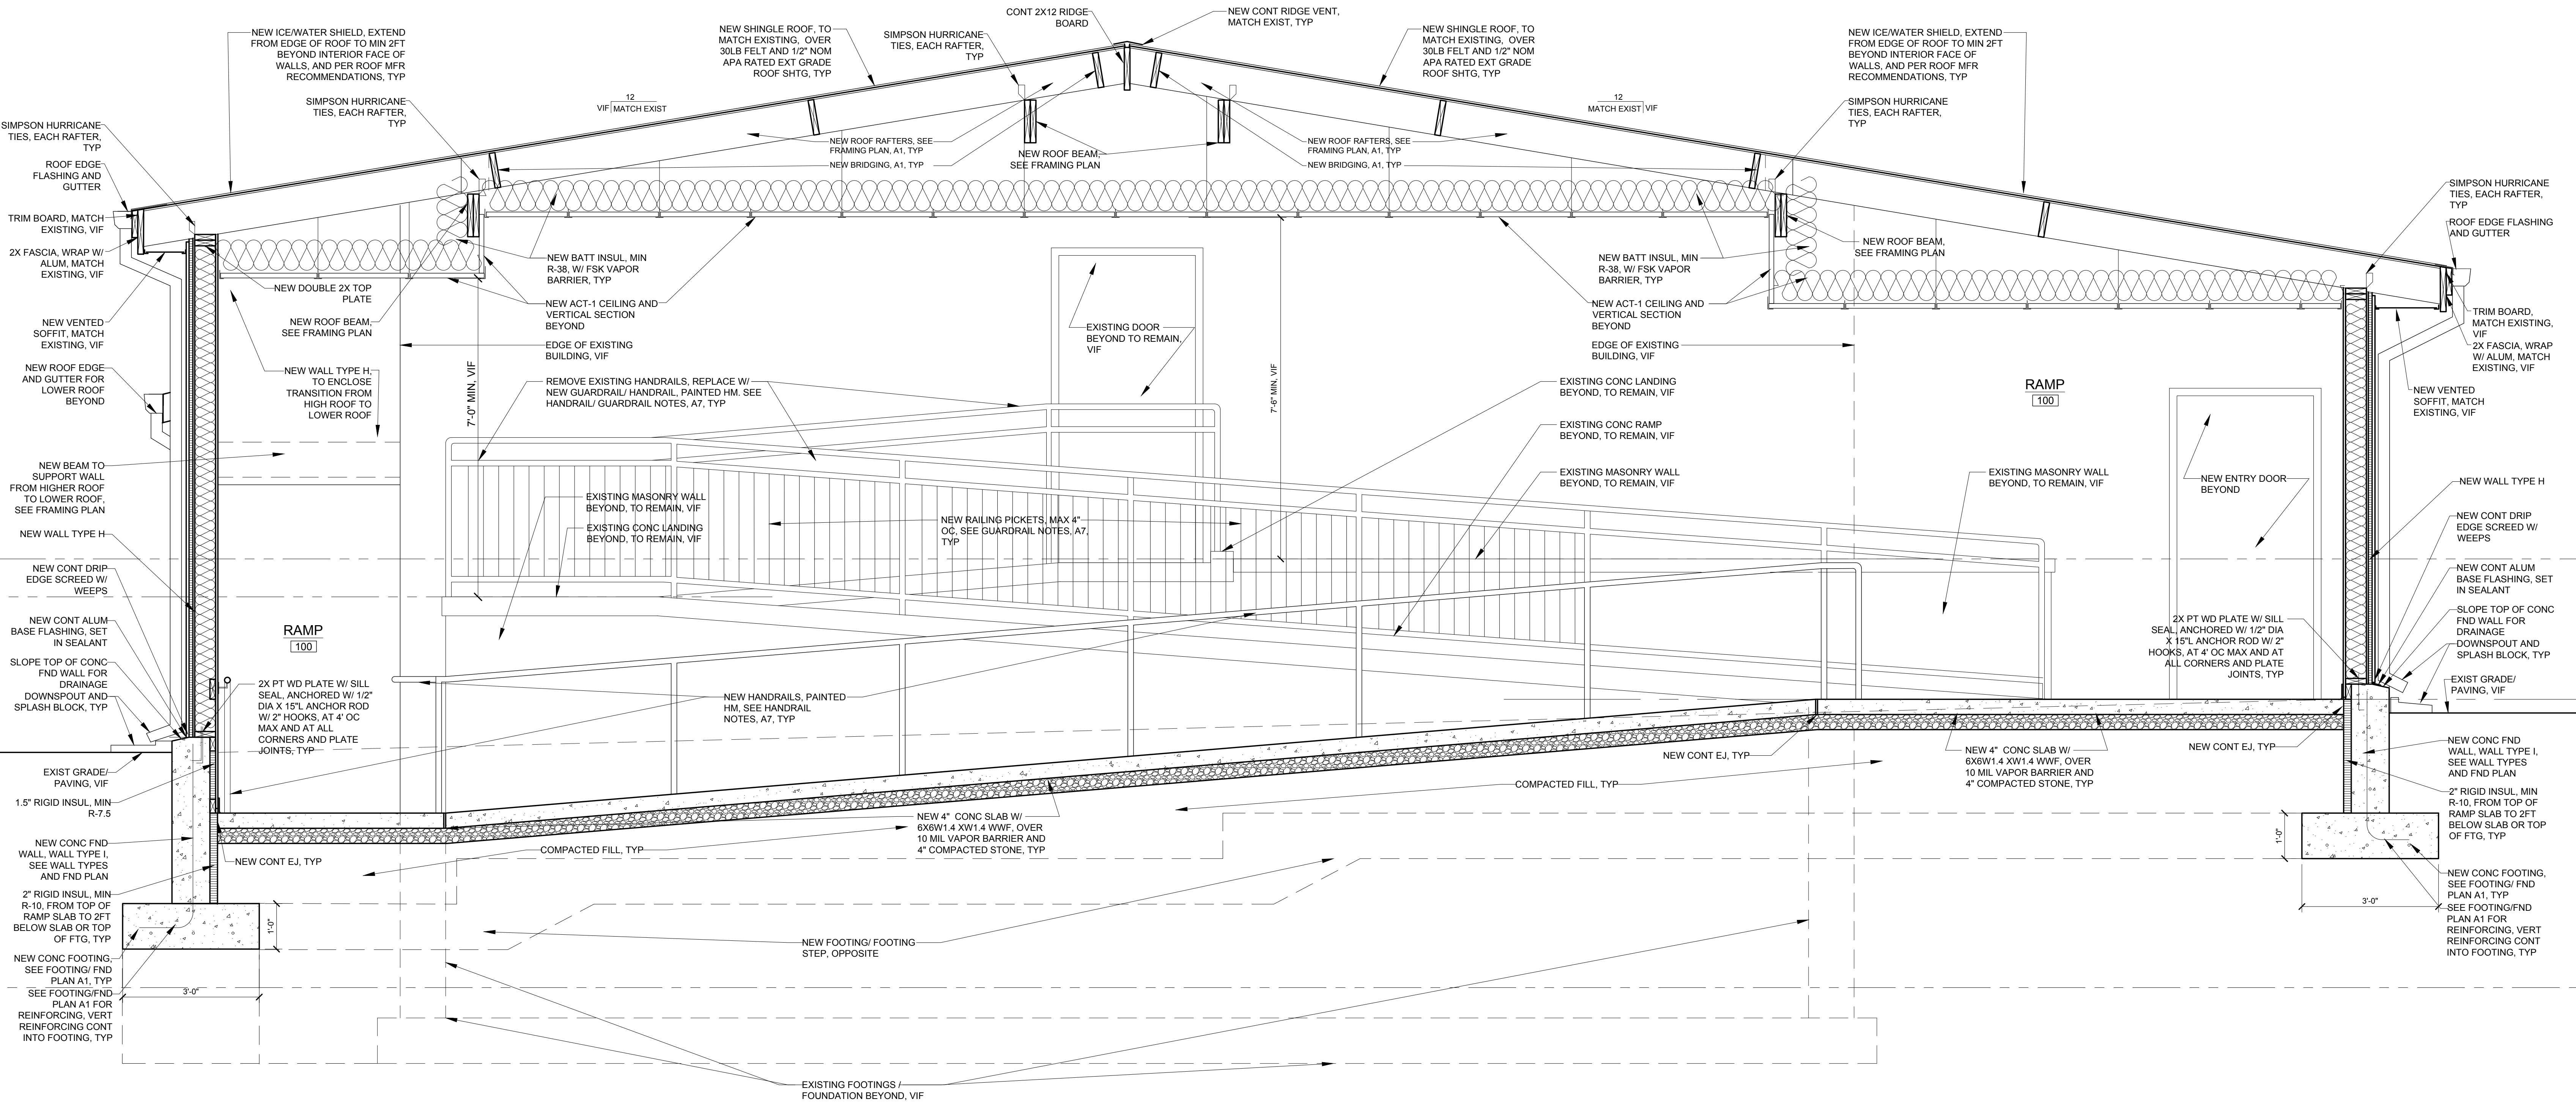 NEW ICE/WATER SHIELD, EXTEND
FROM EDGE OF ROOF TO MIN 2FT
BEYOND INTERIOR FACE OF
WALLS, AND PER ROOF MFR
RECOMMENDATIONS, TYP
SIMPSON HURRICANE
TIES, EACH RAFTER,
TYP
SIMPSON HURRICANE
TIES, EACH RAFTER,
TYP
ROOF EDGE
FLASHING AND
GUTTER
TRIM BOARD, MATCH
EXISTING, VIF
2X FASCIA, WRAP W/
ALUM, MATCH
EXISTING, VIF
NEW VENTED
SOFFIT, MATCH
EXISTING, VIF
NEW ROOF EDGE
AND GUTTER FOR
LOWER ROOF
BEYOND
NEW BEAM TO
SUPPORT WALL
FROM HIGHER ROOF
TO LOWER ROOF,
SEE FRAMING PLAN
NEW WALL TYPE H
NEW CONT DRIP
EDGE SCREED W/
WEEPS
NEW CONT ALUM
BASE FLASHING, SET
IN SEALANT
SLOPE TOP OF CONC
FND WALL FOR
DRAINAGE
DOWNSPOUT AND
SPLASH BLOCK, TYP
EXIST GRADE/
PAVING, VIF
1.5" RIGID INSUL, MIN
R-7.5
NEW CONC FND
WALL, WALL TYPE I,
SEE WALL TYPES
AND FND PLAN
2" RIGID INSUL, MIN
R-10, FROM TOP OF
RAMP SLAB TO 2FT
BELOW SLAB OR TOP
OF FTG, TYP
NEW CONC FOOTING,
SEE FOOTING/ FND
PLAN A1, TYP
SEE FOOTING/FND
PLAN A1 FOR
REINFORCING, VERT
REINFORCING CONT
INTO FOOTING, TYP
3'-0"
1'-0"
12
VIF MATCH EXIST
NEW SHINGLE ROOF, TO
MATCH EXISTING, OVER
30LB FELT AND 1/2" NOM
APA RATED EXT GRADE
ROOF SHTG, TYP
SIMPSON HURRICANE
TIES, EACH RAFTER,
TYP
CONT 2X12 RIDGE
BOARD
NEW CONT RIDGE VENT,
MATCH EXIST, TYP
NEW SHINGLE ROOF, TO
MATCH EXISTING, OVER
30LB FELT AND 1/2" NOM
APA RATED EXT GRADE
ROOF SHTG, TYP
12
MATCH EXIST VIF
NEW ROOF RAFTERS, SEE
FRAMING PLAN, A1, TYP
NEW BRIDGING, A1, TYP
NEW ROOF BEAM,
SEE FRAMING PLAN
NEW ROOF RAFTERS, SEE
FRAMING PLAN, A1, TYP
NEW BRIDGING, A1, TYP
NEW DOUBLE 2X TOP
PLATE
NEW ROOF BEAM,
SEE FRAMING PLAN
NEW WALL TYPE H,
TO ENCLOSE
TRANSITION FROM
HIGH ROOF TO
LOWER ROOF
NEW BATT INSUL, MIN
R-38, W/ FSK VAPOR
BARRIER, TYP
NEW ACT-1 CEILING AND
VERTICAL SECTION
BEYOND
EDGE OF EXISTING
BUILDING, VIF
7'-0" MIN, VIF
REMOVE EXISTING HANDRAILS, REPLACE W/
NEW GUARDRAIL/ HANDRAIL, PAINTED HM. SEE
HANDRAIL/ GUARDRAIL NOTES, A7, TYP
EXISTING DOOR
BEYOND TO REMAIN,
VIF
7'-6" MIN, VIF
NEW BATT INSUL, MIN
R-38, W/ FSK VAPOR
BARRIER, TYP
NEW ACT-1 CEILING AND
VERTICAL SECTION
BEYOND
EDGE OF EXISTING
BUILDING, VIF
NEW ROOF BEAM,
SEE FRAMING PLAN
EXISTING CONC LANDING
BEYOND, TO REMAIN, VIF
EXISTING CONC RAMP
BEYOND, TO REMAIN, VIF
EXISTING MASONRY WALL
BEYOND, TO REMAIN, VIF
RAMP
100
EXISTING MASONRY WALL
BEYOND, TO REMAIN, VIF
NEW ENTRY DOOR
BEYOND
EXISTING MASONRY WALL
BEYOND, TO REMAIN, VIF
EXISTING CONC LANDING
BEYOND, TO REMAIN, VIF
NEW RAILING PICKETS, MAX 4"
OC, SEE GUARDRAIL NOTES, A7,
TYP
RAMP
100
2X PT WD PLATE W/ SILL
SEAL, ANCHORED W/ 1/2"
DIA X 15"L ANCHOR ROD
W/ 2" HOOKS, AT 4' OC
MAX AND AT ALL
CORNERS AND PLATE
JOINTS, TYP
NEW HANDRAILS, PAINTED
HM, SEE HANDRAIL
NOTES, A7, TYP
2X PT WD PLATE W/ SILL
SEAL, ANCHORED W/ 1/2" DIA
X 15"L ANCHOR ROD W/ 2"
HOOKS, AT 4' OC MAX AND AT
ALL CORNERS AND PLATE
JOINTS, TYP
NEW CONT EJ, TYP
NEW 4" CONC SLAB W/
6X6W1.4 XW1.4 WWF, OVER
10 MIL VAPOR BARRIER AND
4" COMPACTED STONE, TYP
NEW CONT EJ, TYP
COMPACTED FILL, TYP
NEW 4" CONC SLAB W/
6X6W1.4 XW1.4 WWF, OVER
10 MIL VAPOR BARRIER AND
4" COMPACTED STONE, TYP
COMPACTED FILL, TYP
NEW CONT EJ, TYP
NEW FOOTING/ FOOTING
STEP, OPPOSITE
EXISTING FOOTINGS /
FOUNDATION BEYOND, VIF
NEW ICE/WATER SHIELD, EXTEND
FROM EDGE OF ROOF TO MIN 2FT
BEYOND INTERIOR FACE OF
WALLS, AND PER ROOF MFR
RECOMMENDATIONS, TYP
SIMPSON HURRICANE
TIES, EACH RAFTER,
TYP
SIMPSON HURRICANE
TIES, EACH RAFTER,
TYP
ROOF EDGE FLASHING
AND GUTTER
TRIM BOARD,
MATCH EXISTING,
VIF
2X FASCIA, WRAP
W/ ALUM, MATCH
EXISTING, VIF
NEW VENTED
SOFFIT, MATCH
EXISTING, VIF
NEW WALL TYPE H
NEW CONT DRIP
EDGE SCREED W/
WEEPS
NEW CONT ALUM
BASE FLASHING, SET
IN SEALANT
SLOPE TOP OF CONC
FND WALL FOR
DRAINAGE
DOWNSPOUT AND
SPLASH BLOCK, TYP
EXIST GRADE/
PAVING, VIF
NEW CONC FND
WALL, WALL TYPE I,
SEE WALL TYPES
AND FND PLAN
2" RIGID INSUL, MIN
R-10, FROM TOP OF
RAMP SLAB TO 2FT
BELOW SLAB OR TOP
OF FTG, TYP
NEW CONC FOOTING,
SEE FOOTING/ FND
PLAN A1, TYP
SEE FOOTING/FND
PLAN A1 FOR
REINFORCING, VERT
REINFORCING CONT
INTO FOOTING, TYP
1'-0"
3'-0"